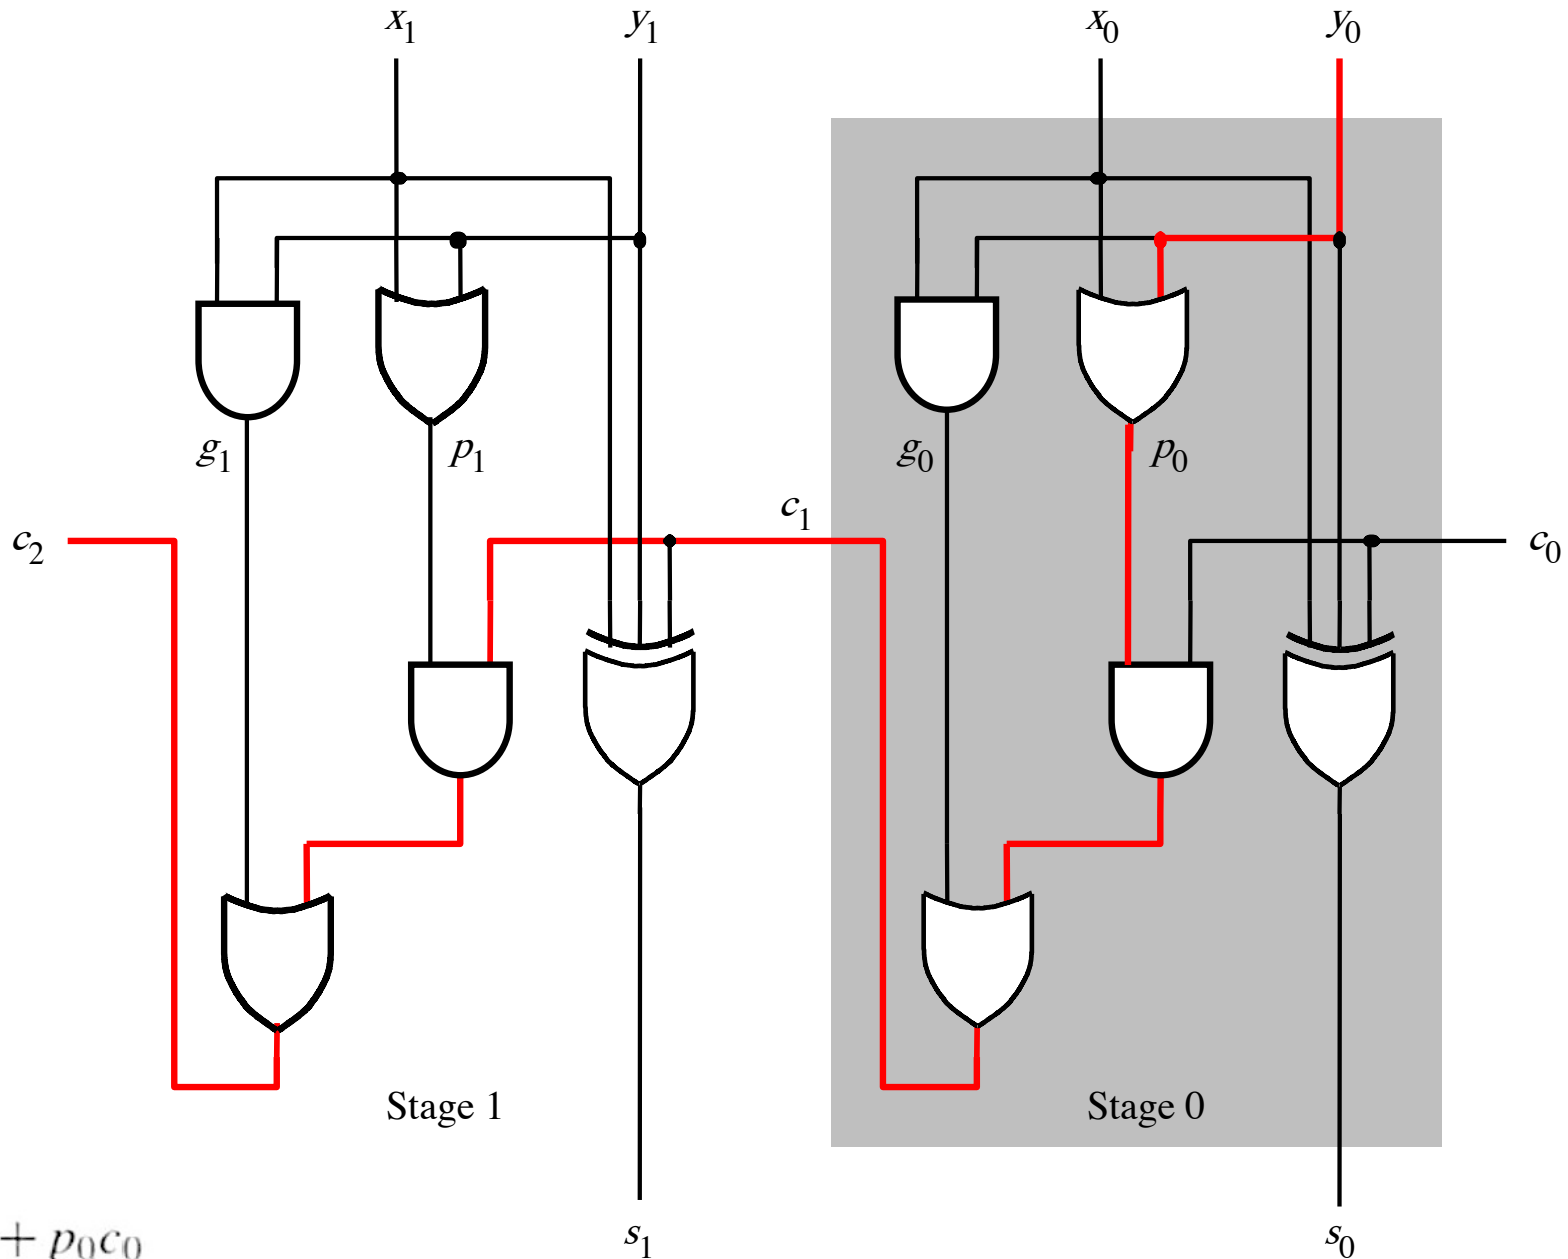 x₁ y₁ x₀ y₀
g₁ p₁ g₀ p₀
c₂ c₁ c₀
Stage 1 Stage 0
s₁ s₀
+ p₀c₀